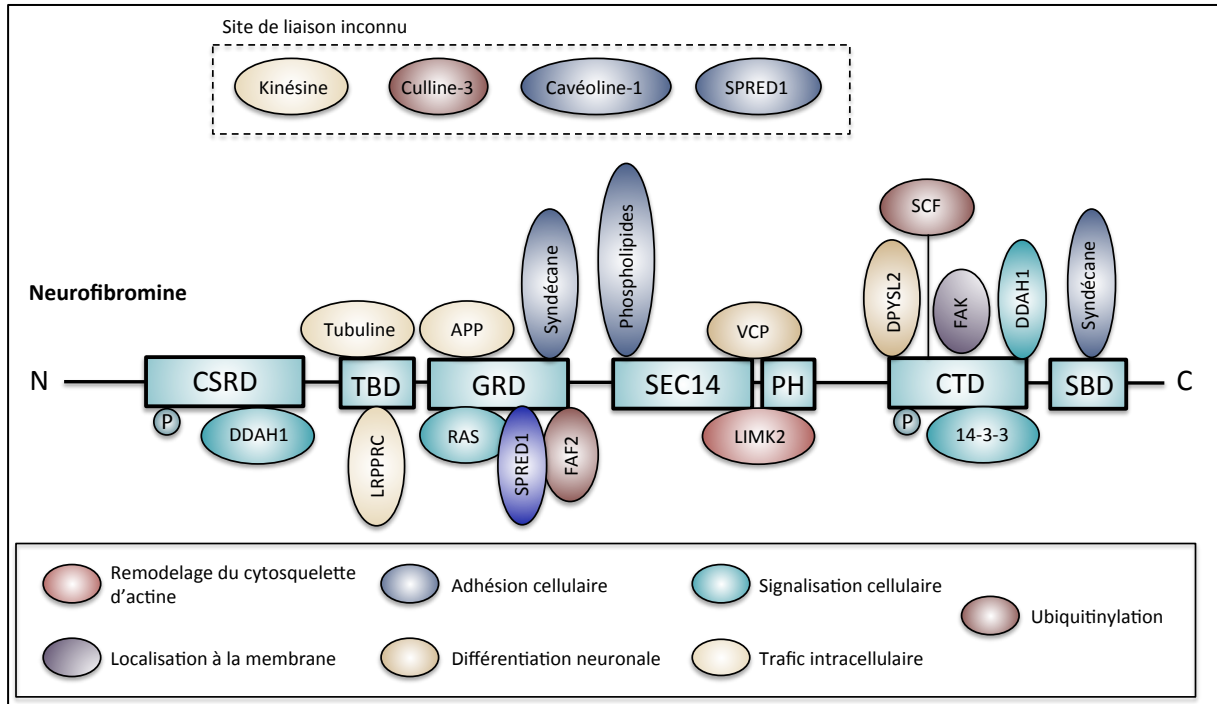 Site de liaison inconnu
Kinésine
Culline-3
Cavéoline-1
SPRED1
Neurofibromine
Tubuline
APP
Syndécane
Phospholipides
VCP
DPYSL2
SCF
FAK
DDAH1
Syndécane
N
CSRD
TBD
GRD
SEC14
PH
CTD
SBD
C
P
DDAH1
LRPPRC
RAS
SPRED1
FAF2
LIMK2
P
14-3-3
Remodelage du cytosquelette
d’actine
Adhésion cellulaire
Signalisation cellulaire
Ubiquitinylation
Localisation à la membrane
Différentiation neuronale
Trafic intracellulaire